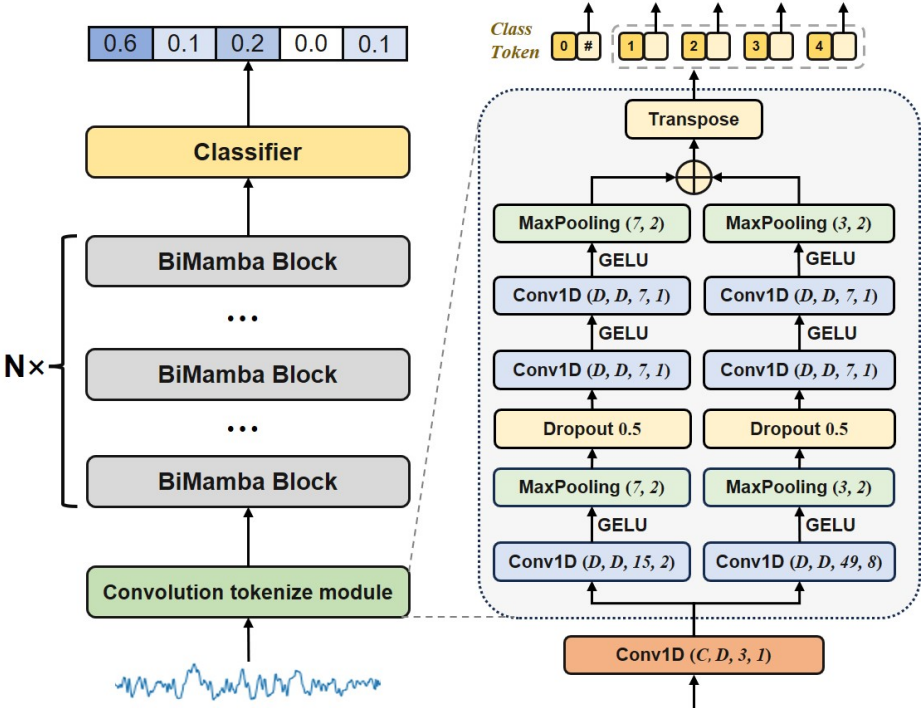 0.6 0.1 0.2 0.0 0.1
Classifier
N×
BiMamba Block
...
BiMamba Block
...
BiMamba Block
Convolution tokenize module
Class
Token
0 # 1 2 3 4
Transpose
MaxPooling (7, 2) MaxPooling (3, 2)
GELU GELU
Conv1D (D, D, 7, 1) Conv1D (D, D, 7, 1)
GELU GELU
Conv1D (D, D, 7, 1) Conv1D (D, D, 7, 1)
Dropout 0.5 Dropout 0.5
MaxPooling (7, 2) MaxPooling (3, 2)
GELU GELU
Conv1D (D, D, 15, 2) Conv1D (D, D, 49, 8)
Conv1D (C, D, 3, 1)